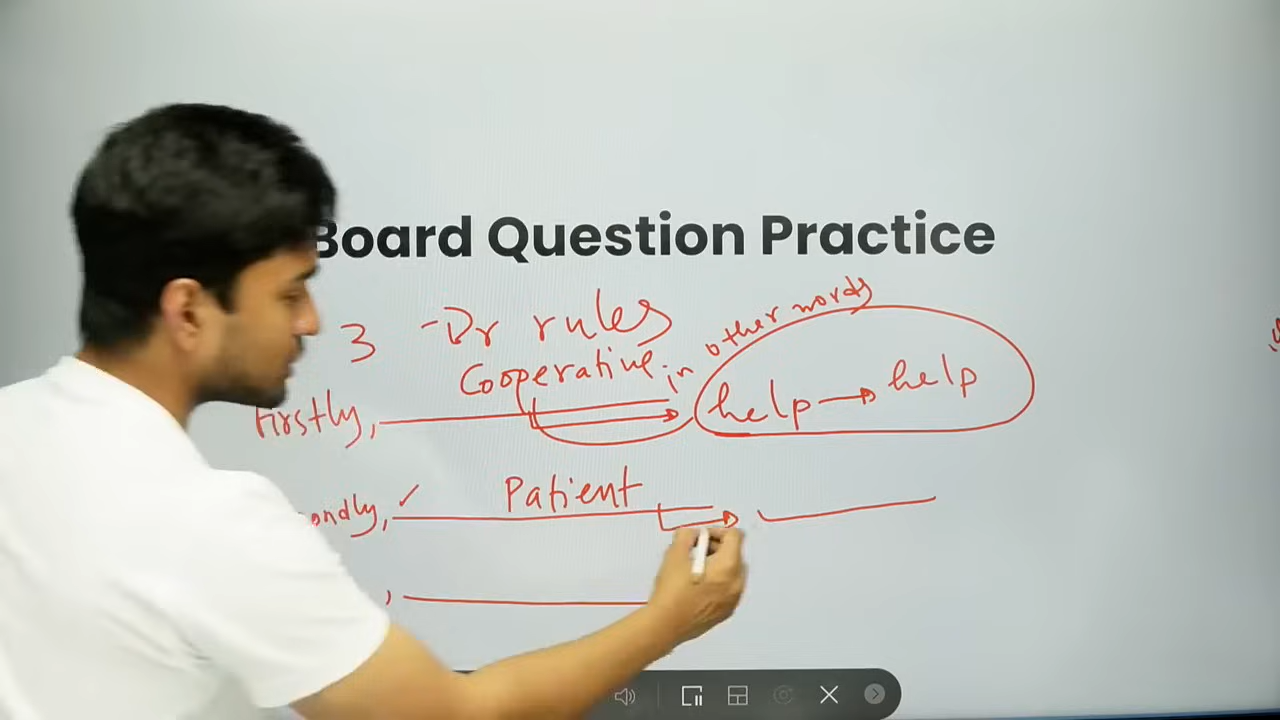 Board Question Practice
3 - Dr rules
Cooperative. in other words
Firstly, help → help
ondly, ✓ Patient
,